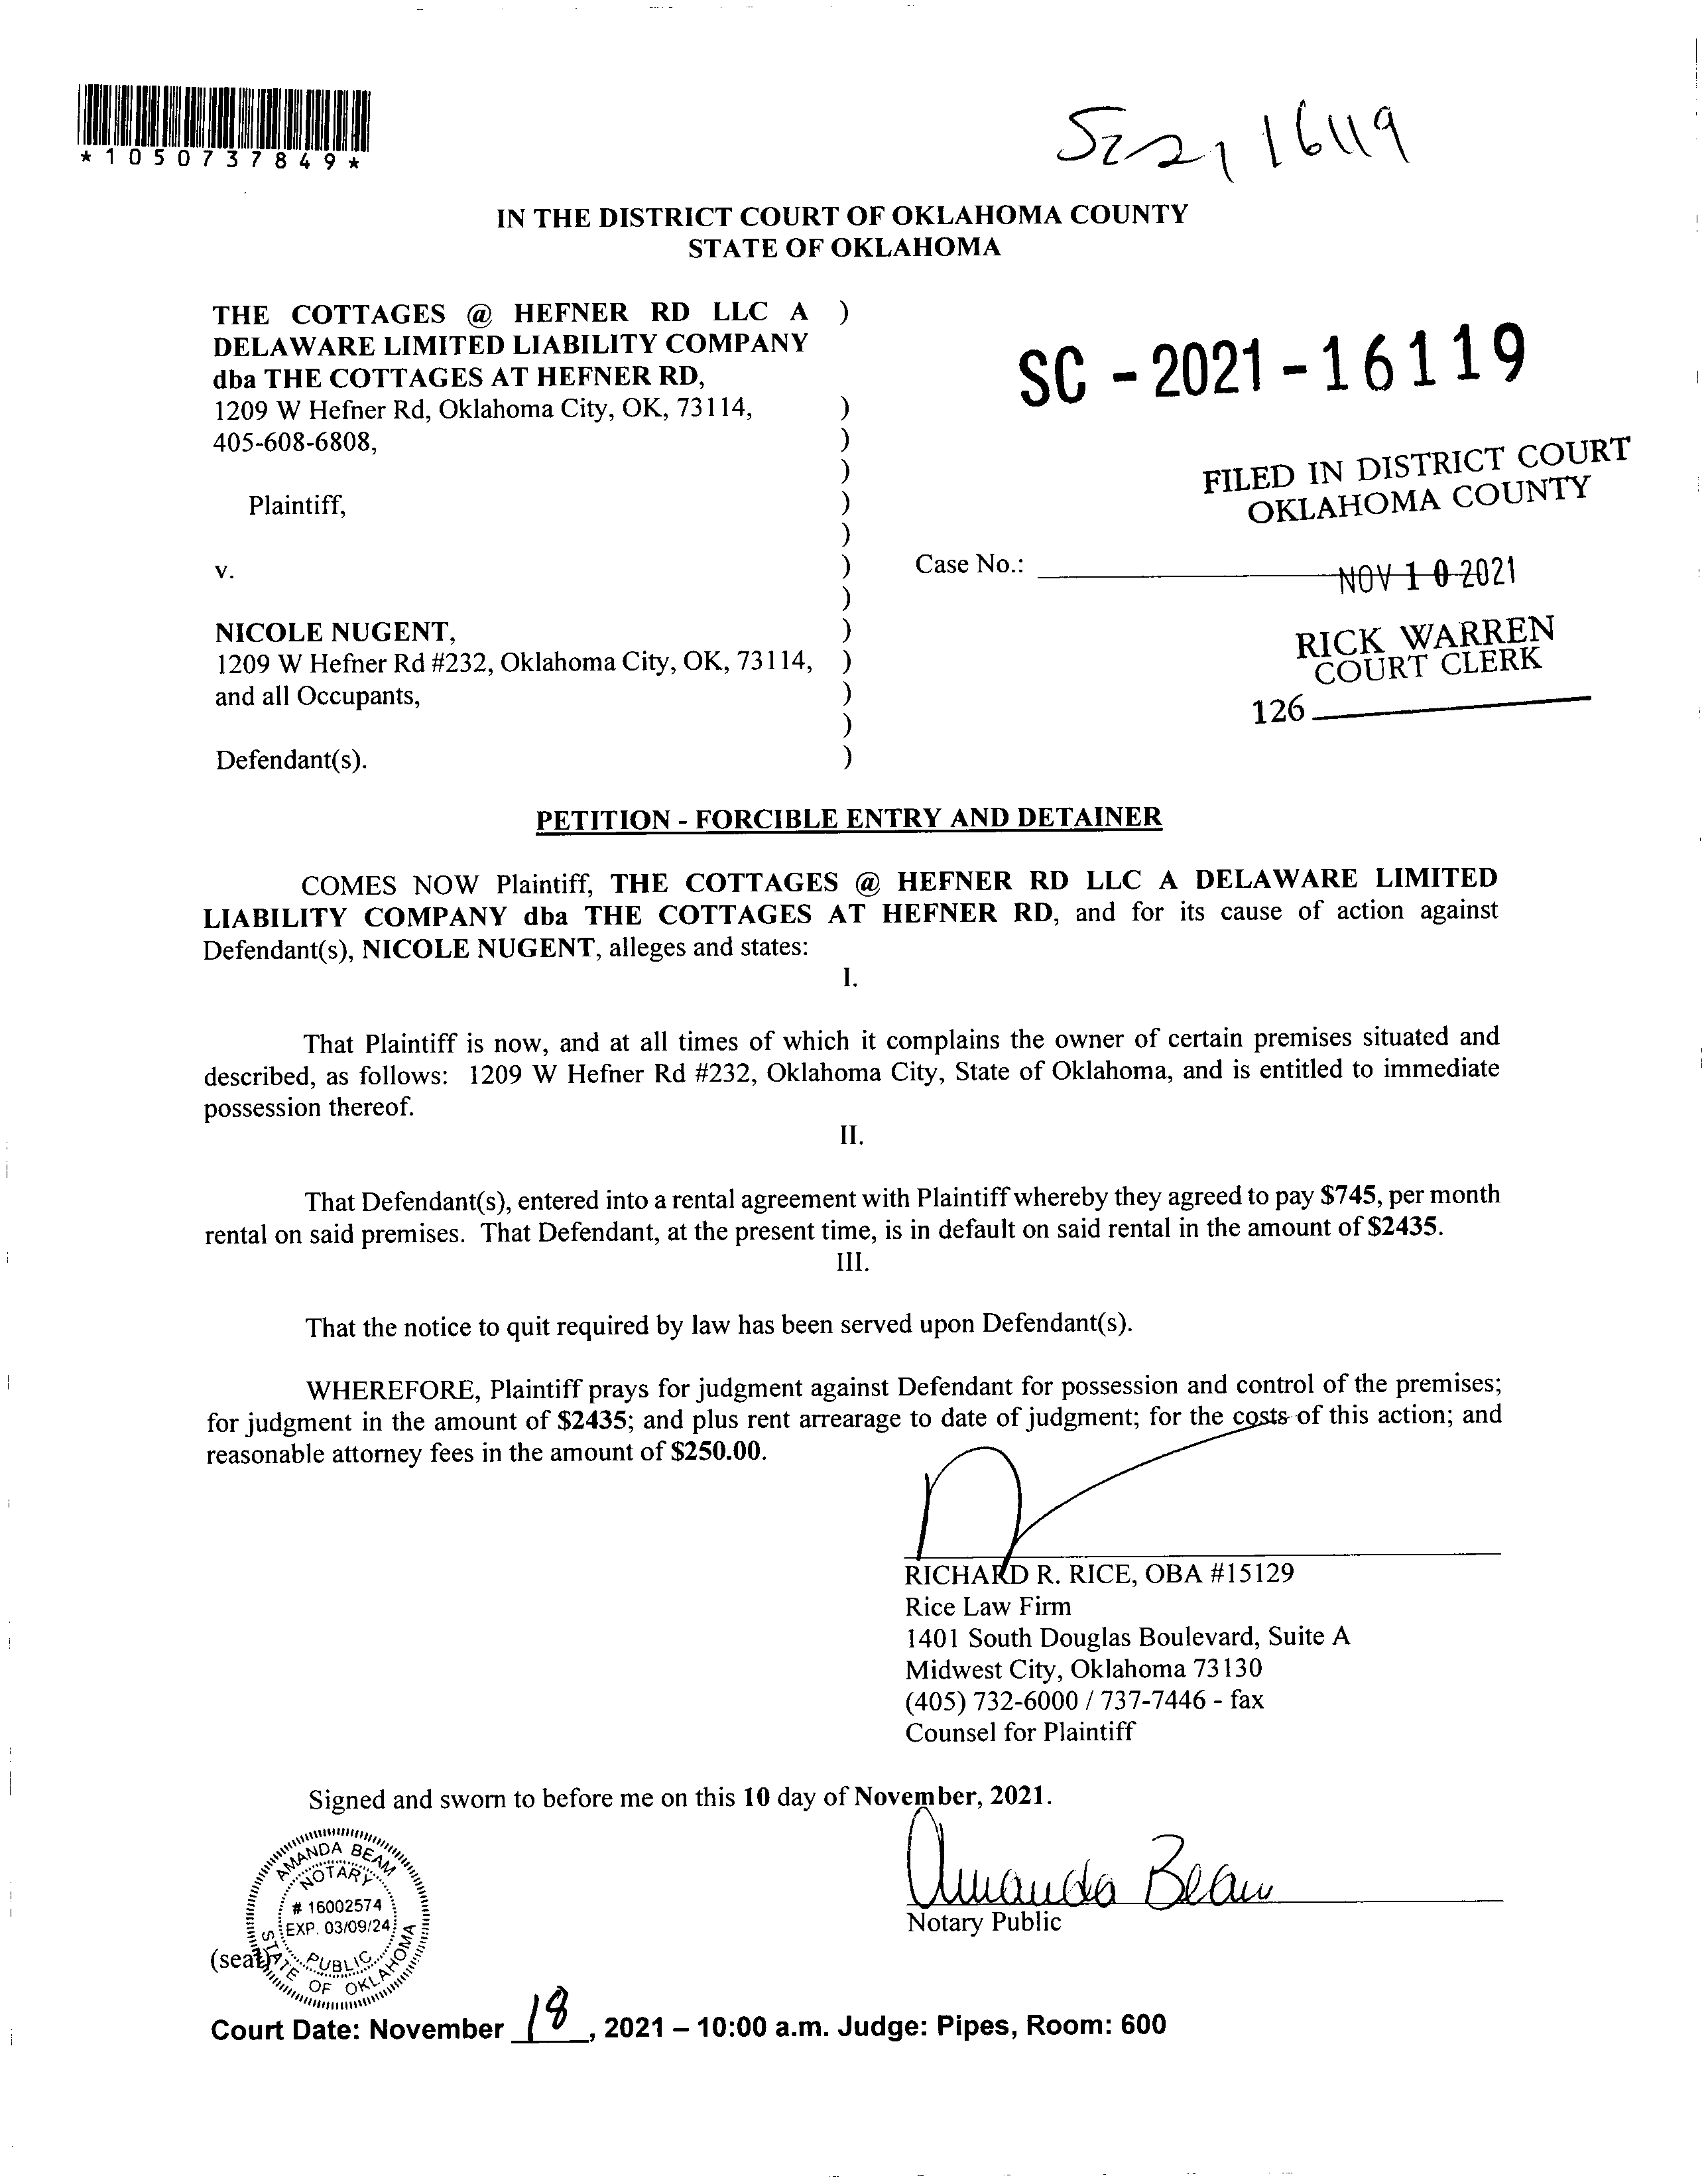 *1050737849*
16119
IN THE DISTRICT COURT OF OKLAHOMA COUNTY
STATE OF OKLAHOMA
THE COTTAGES @ HEFNER RD LLC A )
DELAWARE LIMITED LIABILITY COMPANY
dba THE COTTAGES AT HEFNER RD,
1209 W Hefner Rd, Oklahoma City, OK, 73114, )
405-608-6808, )
)
Plaintiff, )
)
v. )
)
NICOLE NUGENT, )
1209 W Hefner Rd #232, Oklahoma City, OK, 73114, )
and all Occupants, )
)
Defendant(s). )
SC-2021-16119
FILED IN DISTRICT COURT
OKLAHOMA COUNTY
Case No.: NOV 10 2021
RICK WARREN
COURT CLERK
126
PETITION - FORCIBLE ENTRY AND DETAINER
COMES NOW Plaintiff, THE COTTAGES @ HEFNER RD LLC A DELAWARE LIMITED
LIABILITY COMPANY dba THE COTTAGES AT HEFNER RD, and for its cause of action against
Defendant(s), NICOLE NUGENT, alleges and states:
I.
That Plaintiff is now, and at all times of which it complains the owner of certain premises situated and
described, as follows: 1209 W Hefner Rd #232, Oklahoma City, State of Oklahoma, and is entitled to immediate
possession thereof.
II.
That Defendant(s), entered into a rental agreement with Plaintiff whereby they agreed to pay $745, per month
rental on said premises. That Defendant, at the present time, is in default on said rental in the amount of $2435.
III.
That the notice to quit required by law has been served upon Defendant(s).
WHEREFORE, Plaintiff prays for judgment against Defendant for possession and control of the premises;
for judgment in the amount of $2435; and plus rent arrearage to date of judgment; for the costs of this action; and
reasonable attorney fees in the amount of $250.00.
RICHARD R. RICE, OBA #15129
Rice Law Firm
1401 South Douglas Boulevard, Suite A
Midwest City, Oklahoma 73130
(405) 732-6000 / 737-7446 - fax
Counsel for Plaintiff
Signed and sworn to before me on this 10 day of November, 2021.
Amanda Beam
Notary Public
AMANDA BEAM
NOTARY
# 16002574
EXP. 03/09/24
PUBLIC
STATE OF OKLAHOMA
(seal)
Court Date: November 18, 2021 – 10:00 a.m. Judge: Pipes, Room: 600